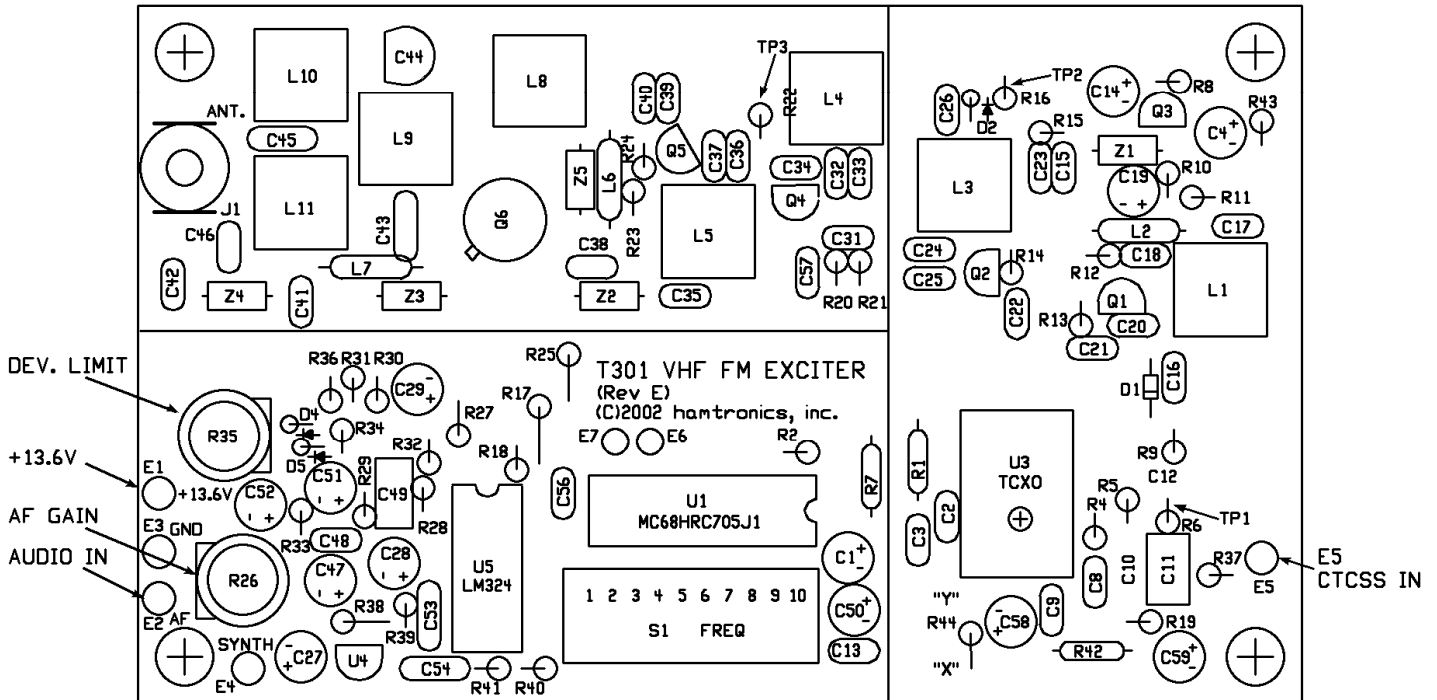 TP3
L10
C44
L8
C40
C39
R22
L4
TP2
C26
D2
R16
C14
R8
Q3
C4
R43
ANT.
C45
L9
R24
Q5
C37
C36
C34
C32
C33
R15
C23
C15
Z1
R10
C19
L3
R11
J1
L11
C46
C43
Q6
Z5
L6
R23
L5
Q4
C31
L2
C17
C42
L7
C38
C57
R20
R21
C24
C25
Q2
R14
R12
C18
L1
Z4
C41
Z3
Z2
C35
C22
Q1
R13
C20
C21
DEV. LIMIT
R36
R31
R30
C29
R25
T301 VHF FM EXCITER
(Rev E)
(C)2002 hamtronics, inc.
D1
C16
R35
D4
R34
D5
R27
R17
E7
E6
R2
R32
R18
+13.6V
E1
+13.6V
C52
C51
R29
C49
R28
C56
U1
MC68HRC705J1
R7
R1
C3
C2
U3
TCXO
R9
C12
R5
R4
TP1
R6
AF GAIN
E3
GND
R33
C48
AUDIO IN
R26
C47
C28
U5
LM324
C1
C8
C10
C11
R37
E5
E5
CTCSS IN
E2
AF
R38
R39
C53
1 2 3 4 5 6 7 8 9 10
S1 FREQ
C50
"Y"
R44
"X"
C58
C9
R19
SYNTH
E4
C27
U4
C54
R41
R40
C13
R42
C59